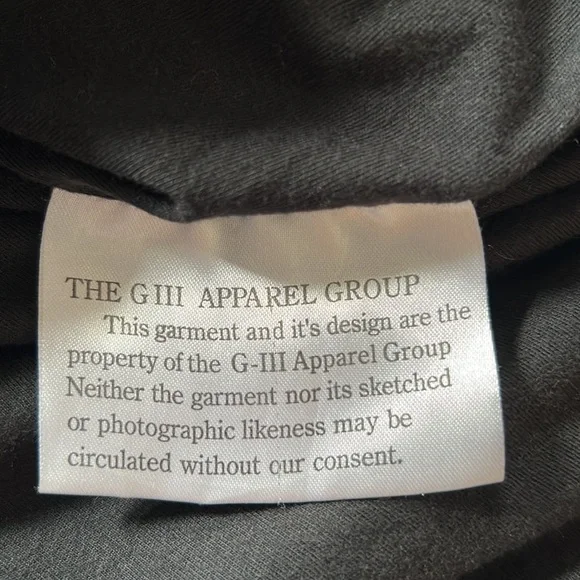 THE G III APPAREL GROUP
This garment and it's design are the
property of the G-III Apparel Group
Neither the garment nor its sketched
or photographic likeness may be
circulated without our consent.